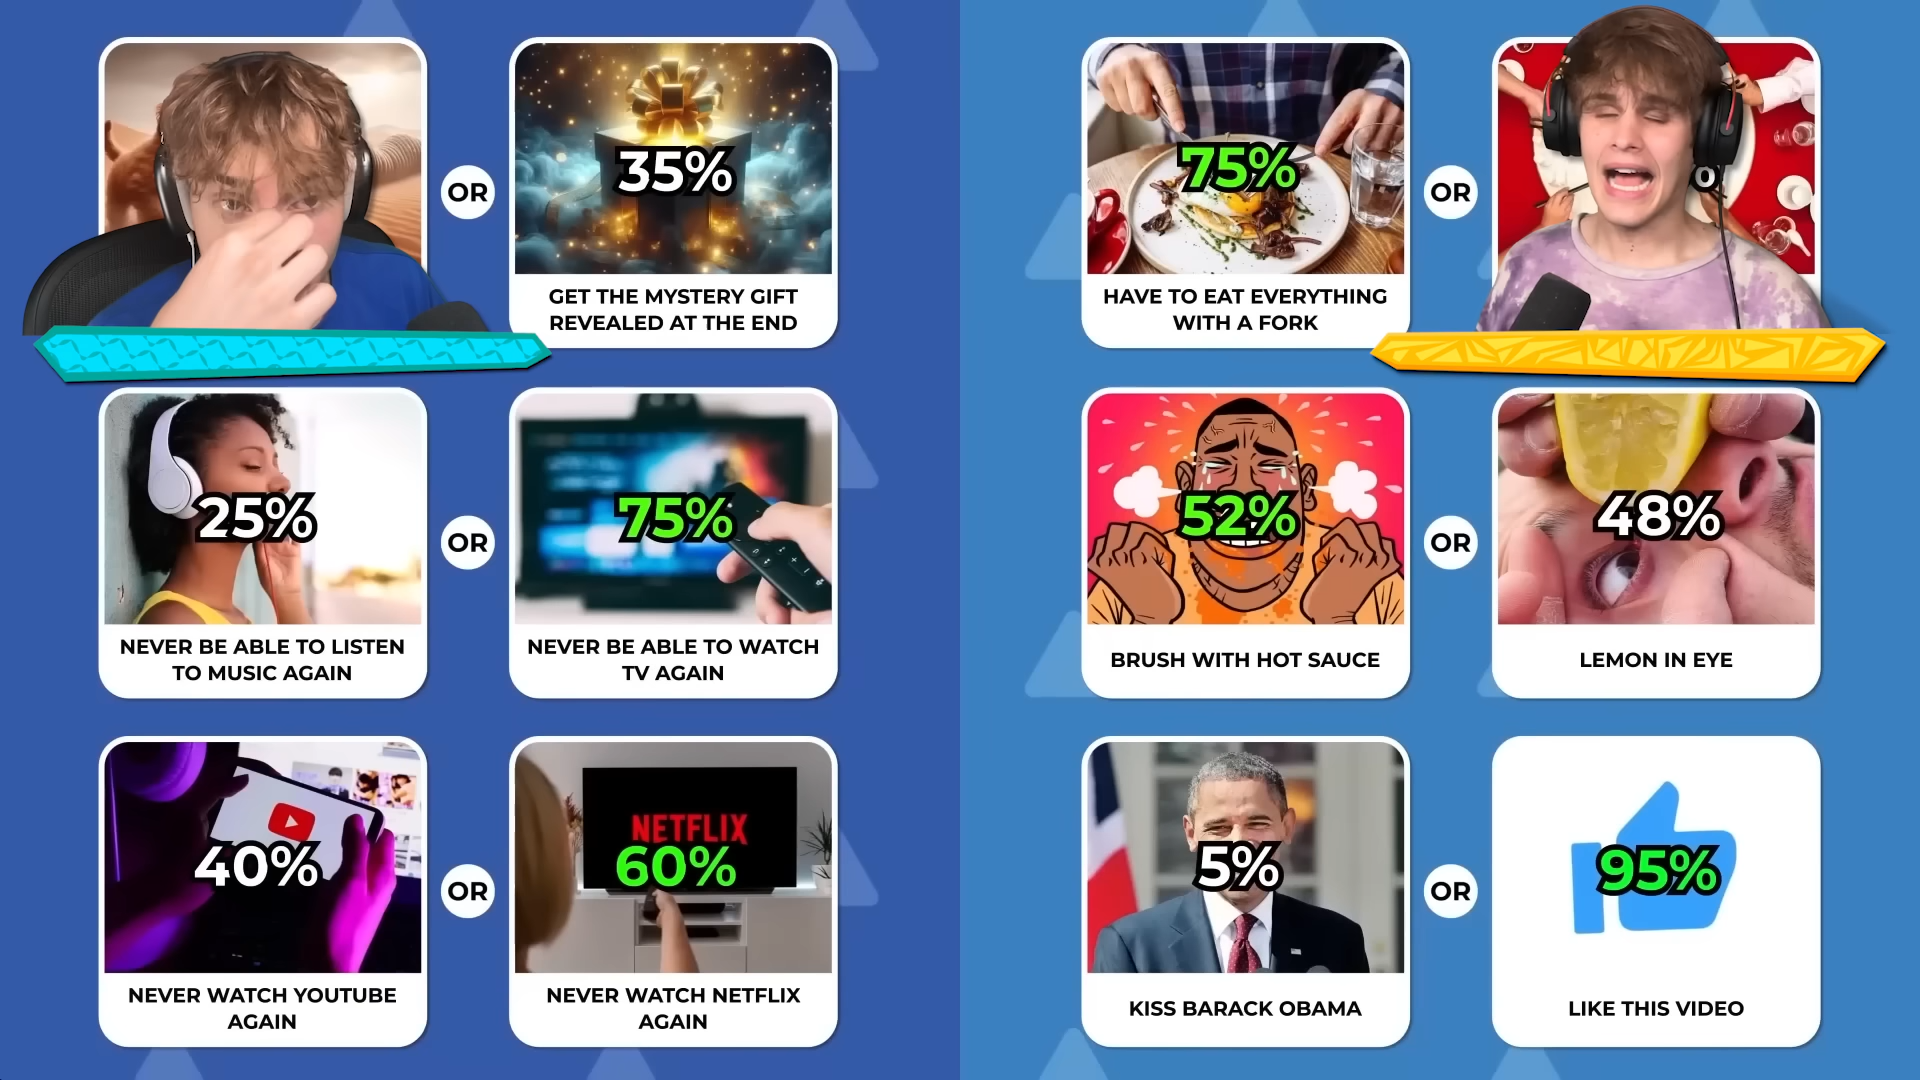 OR
35%
GET THE MYSTERY GIFT
REVEALED AT THE END
75%
HAVE TO EAT EVERYTHING
WITH A FORK
OR
25%
NEVER BE ABLE TO LISTEN
TO MUSIC AGAIN
OR
75%
NEVER BE ABLE TO WATCH
TV AGAIN
52%
BRUSH WITH HOT SAUCE
OR
48%
LEMON IN EYE
40%
NEVER WATCH YOUTUBE
AGAIN
OR
NETFLIX
60%
NEVER WATCH NETFLIX
AGAIN
5%
KISS BARACK OBAMA
OR
95%
LIKE THIS VIDEO